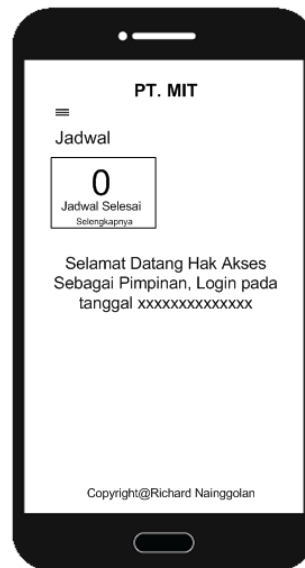 PT. MIT
Jadwal
0
Jadwal Selesai
Selengkapnya
Selamat Datang Hak Akses
Sebagai Pimpinan, Login pada
tanggal xxxxxxxxxxxxxx
Copyright@Richard Nainggolan